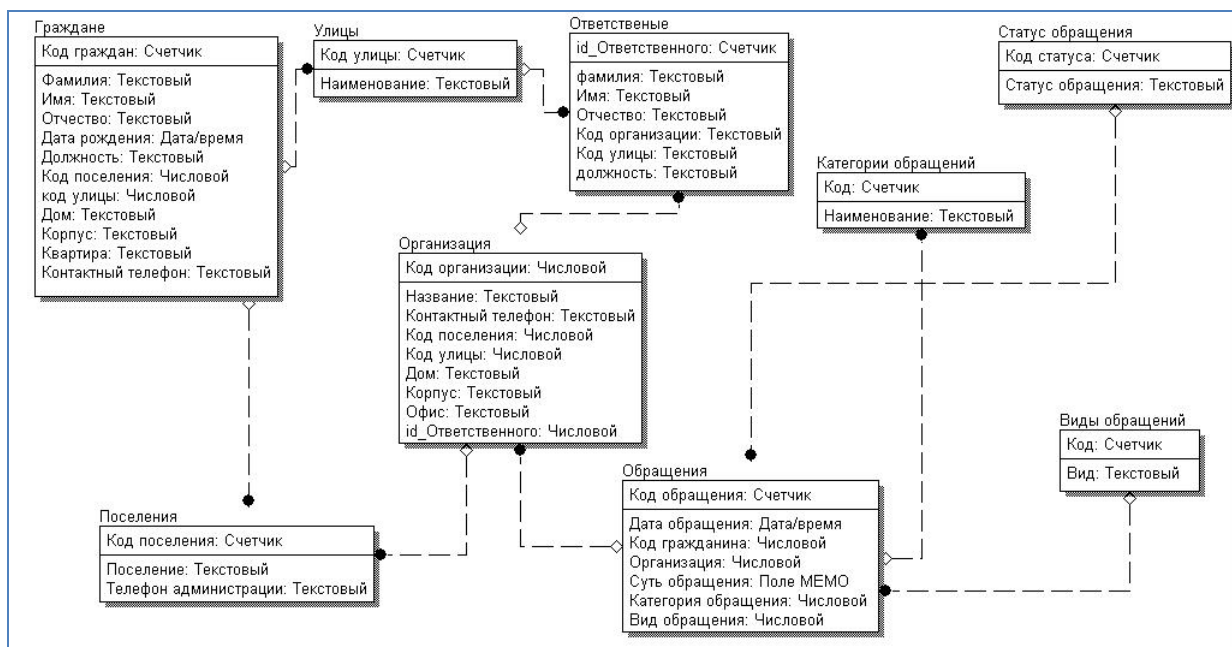 Граждане
Код граждан: Счетчик
Фамилия: Текстовый
Имя: Текстовый
Отчество: Текстовый
Дата рождения: Дата/время
Должность: Текстовый
Код поселения: Числовой
код улицы: Числовой
Дом: Текстовый
Корпус: Текстовый
Квартира: Текстовый
Контактный телефон: Текстовый
Улицы
Код улицы: Счетчик
Наименование: Текстовый
Ответственые
id_Ответственного: Счетчик
фамилия: Текстовый
Имя: Текстовый
Отчество: Текстовый
Код организации: Текстовый
Код улицы: Текстовый
должность: Текстовый
Статус обращения
Код статуса: Счетчик
Статус обращения: Текстовый
Категории обращений
Код: Счетчик
Наименование: Текстовый
Организация
Код организации: Числовой
Название: Текстовый
Контактный телефон: Текстовый
Код поселения: Числовой
Код улицы: Числовой
Дом: Текстовый
Корпус: Текстовый
Офис: Текстовый
id_Ответственного: Числовой
Виды обращений
Код: Счетчик
Вид: Текстовый
Поселения
Код поселения: Счетчик
Поселение: Текстовый
Телефон администрации: Текстовый
Обращения
Код обращения: Счетчик
Дата обращения: Дата/время
Код гражданина: Числовой
Организация: Числовой
Суть обращения: Поле МЕМО
Категория обращения: Числовой
Вид обращения: Числовой